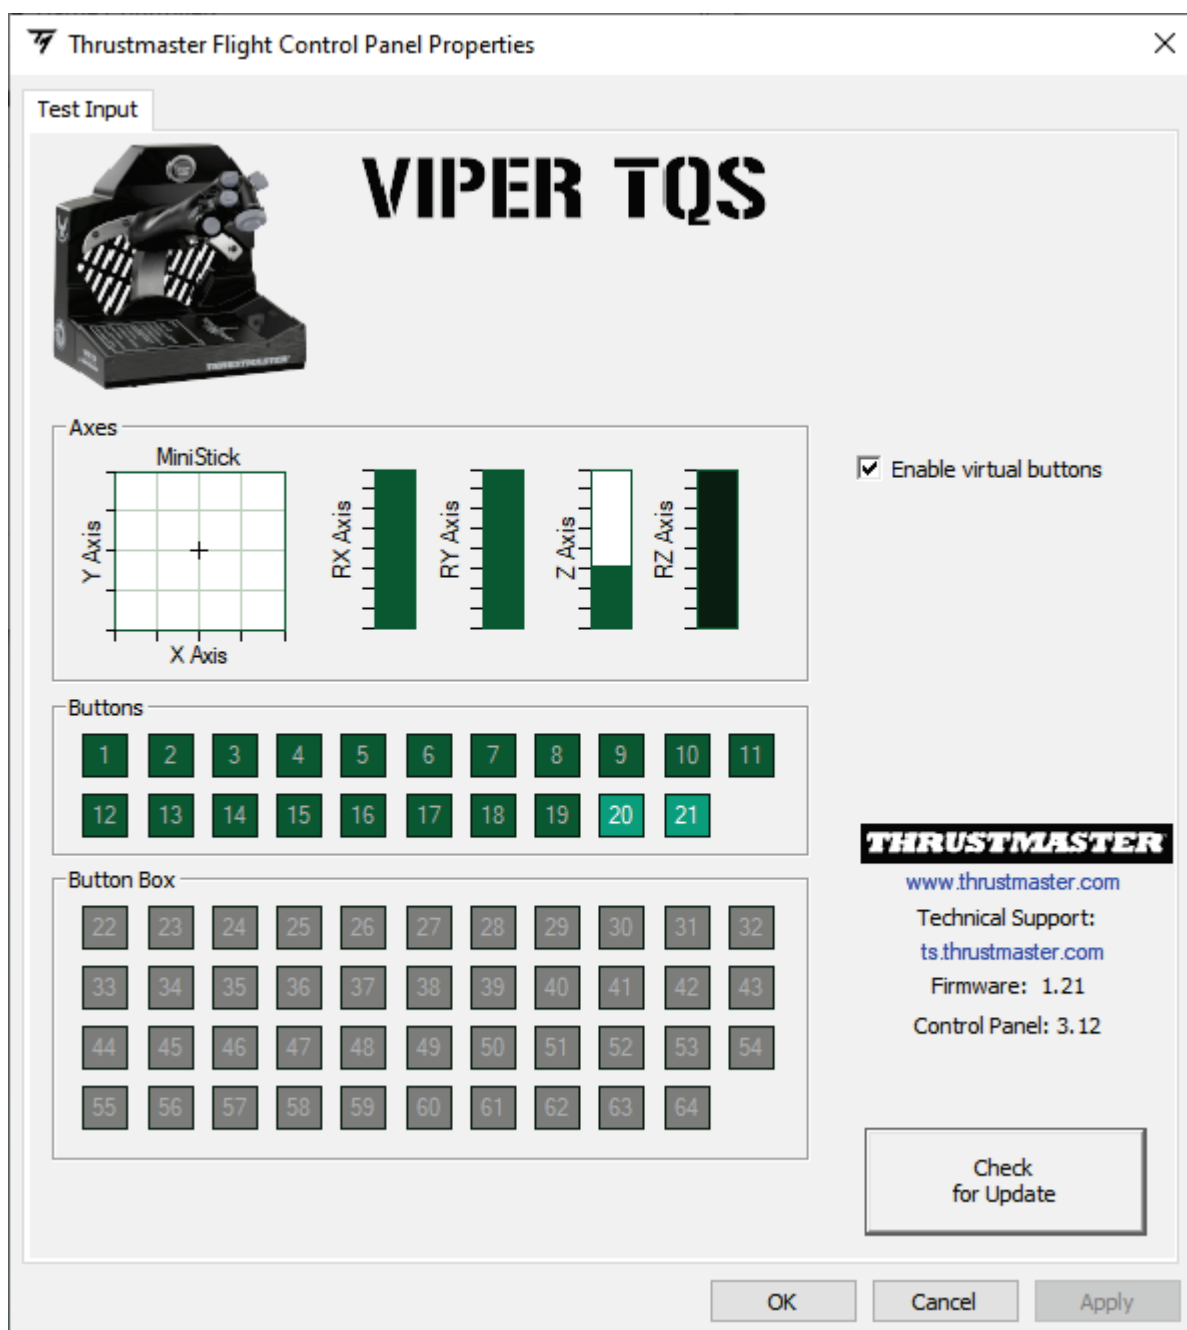 Thrustmaster Flight Control Panel Properties
Test Input
VIPER TQS
THRUSTMASTER
Axes
MiniStick
Y Axis
X Axis
RX Axis
RY Axis
Z Axis
RZ Axis
Enable virtual buttons
Buttons
1 2 3 4 5 6 7 8 9 10 11
12 13 14 15 16 17 18 19 20 21
Button Box
22 23 24 25 26 27 28 29 30 31 32
33 34 35 36 37 38 39 40 41 42 43
44 45 46 47 48 49 50 51 52 53 54
55 56 57 58 59 60 61 62 63 64
THRUSTMASTER
www.thrustmaster.com
Technical Support:
ts.thrustmaster.com
Firmware: 1.21
Control Panel: 3.12
Check
for Update
OK Cancel Apply